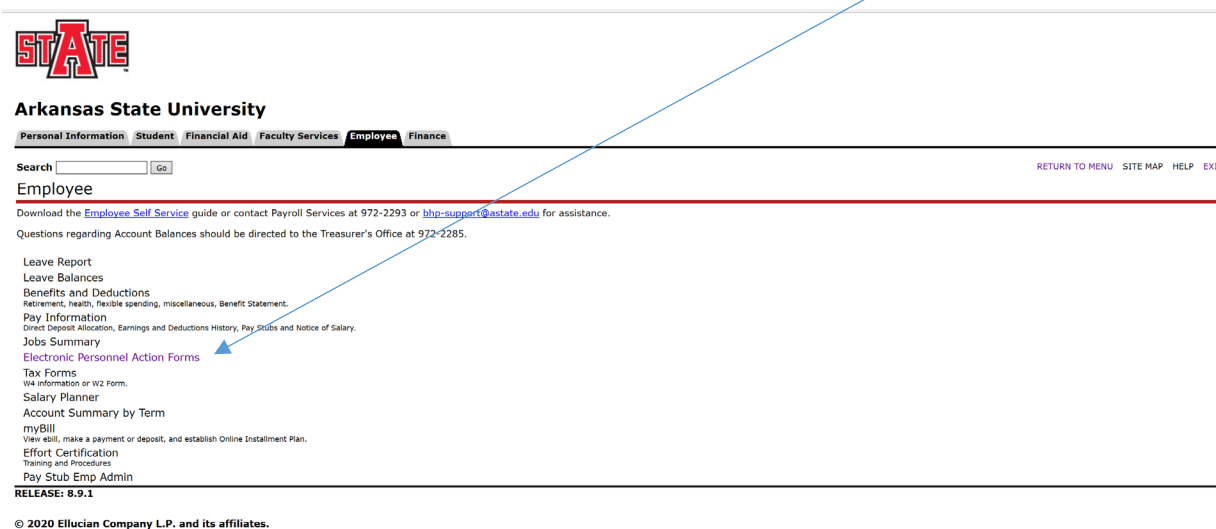 STATE
Arkansas State University
Personal Information Student Financial Aid Faculty Services Employee Finance
Search Go RETURN TO MENU SITE MAP HELP
Employee
Download the Employee Self Service guide or contact Payroll Services at 972-2293 or bhp-support@astate.edu for assistance.
Questions regarding Account Balances should be directed to the Treasurer's Office at 972-2285.
Leave Report
Leave Balances
Benefits and Deductions
Retirement, health, flexible spending, miscellaneous, Benefit Statement.
Pay Information
Direct Deposit Allocation, Earnings and Deductions History, Pay Stubs and Notice of Salary.
Jobs Summary
Electronic Personnel Action Forms
Tax Forms
W4 information or W2 Form.
Salary Planner
Account Summary by Term
myBill
View ebill, make a payment or deposit, and establish Online Installment Plan.
Effort Certification
Training and Procedures
Pay Stub Emp Admin
RELEASE: 8.9.1
© 2020 Ellucian Company L.P. and its affiliates.